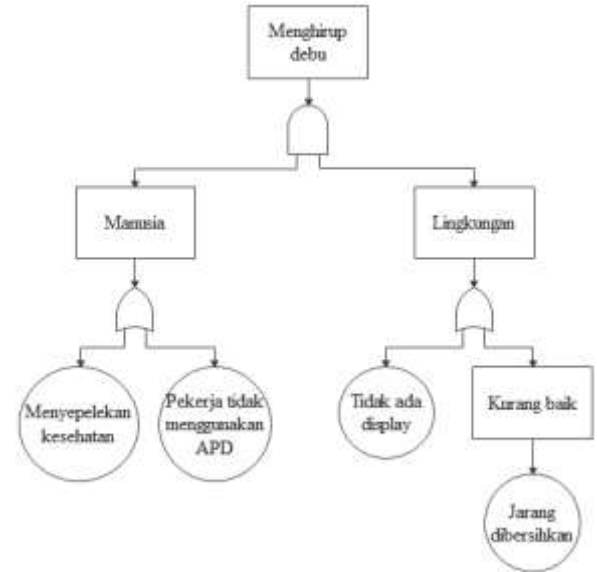 Menghirup
debu
Manusia
Lingkungan
Menyepelekan
kesehatan
Pekerja tidak
menggunakan
APD
Tidak ada
display
Kurang baik
Jarang
dibersihkan